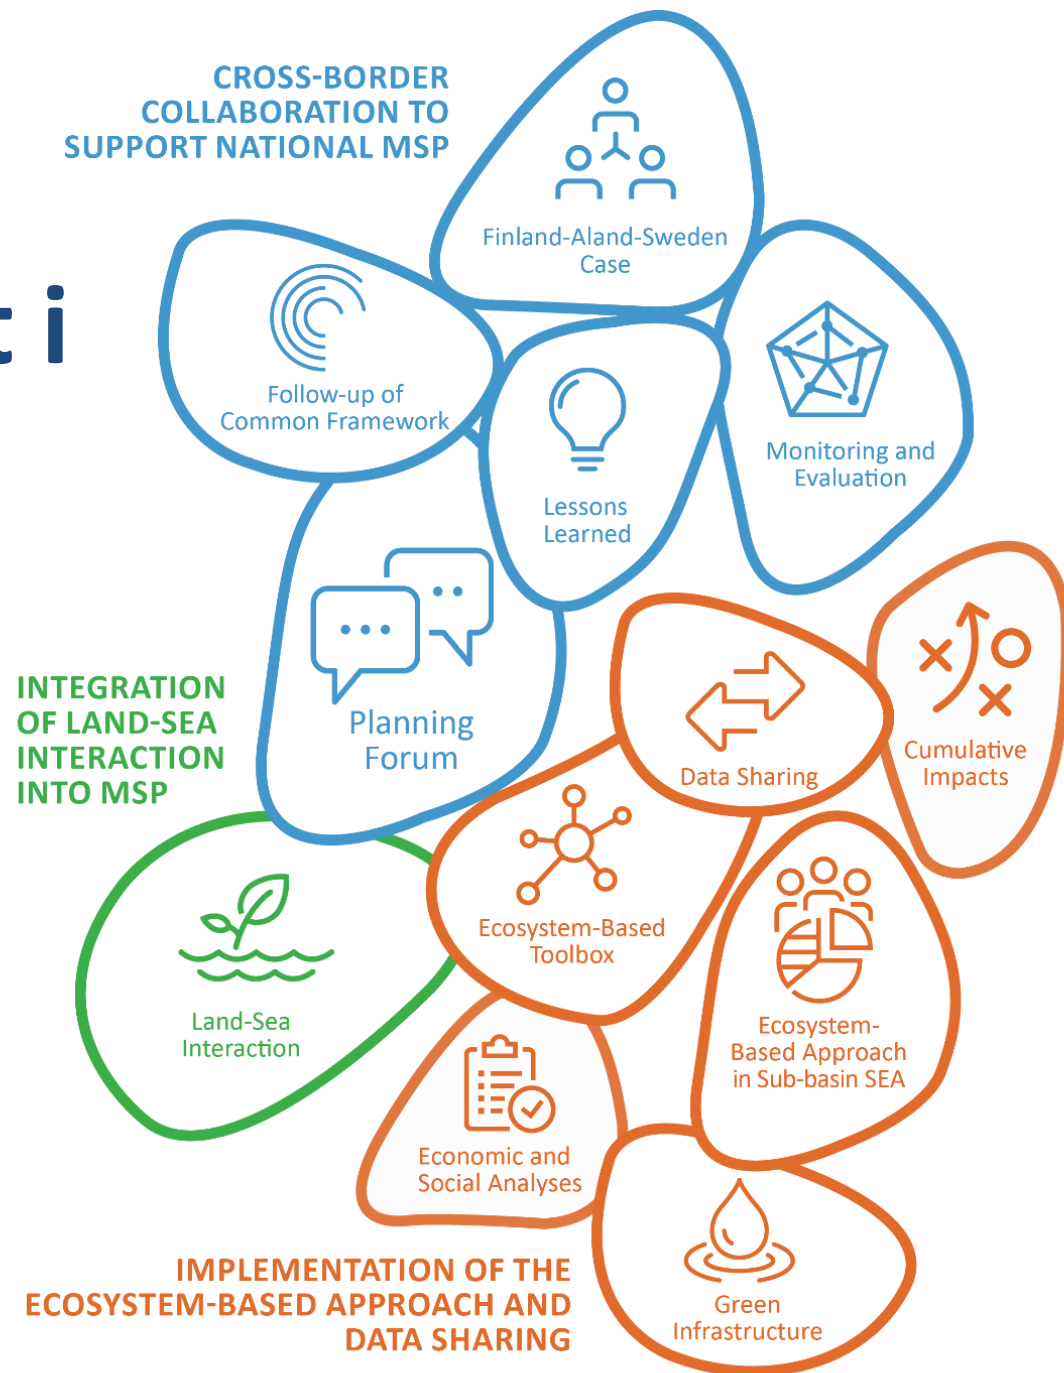 CROSS-BORDER
COLLABORATION TO
SUPPORT NATIONAL MSP
Finland-Aland-Sweden
Case
t i
Follow-up of
Common Framework
Lessons
Learned
Monitoring and
Evaluation
Planning
Forum
INTEGRATION
OF LAND-SEA
INTERACTION
INTO MSP
Data Sharing
Cumulative
Impacts
Ecosystem-Based
Toolbox
Land-Sea
Interaction
Ecosystem-
Based Approach
in Sub-basin SEA
Economic and
Social Analyses
IMPLEMENTATION OF THE
ECOSYSTEM-BASED APPROACH AND
DATA SHARING
Green
Infrastructure